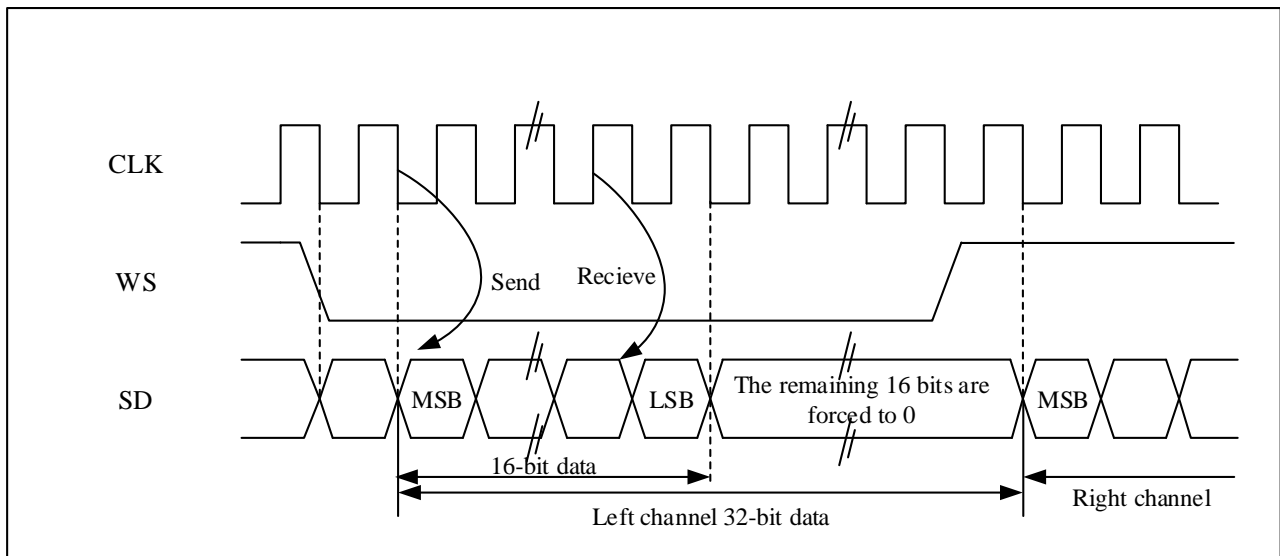 CLK
WS
Send
Recieve
SD
MSB
LSB
The remaining 16 bits are
forced to 0
MSB
16-bit data
Right channel
Left channel 32-bit data